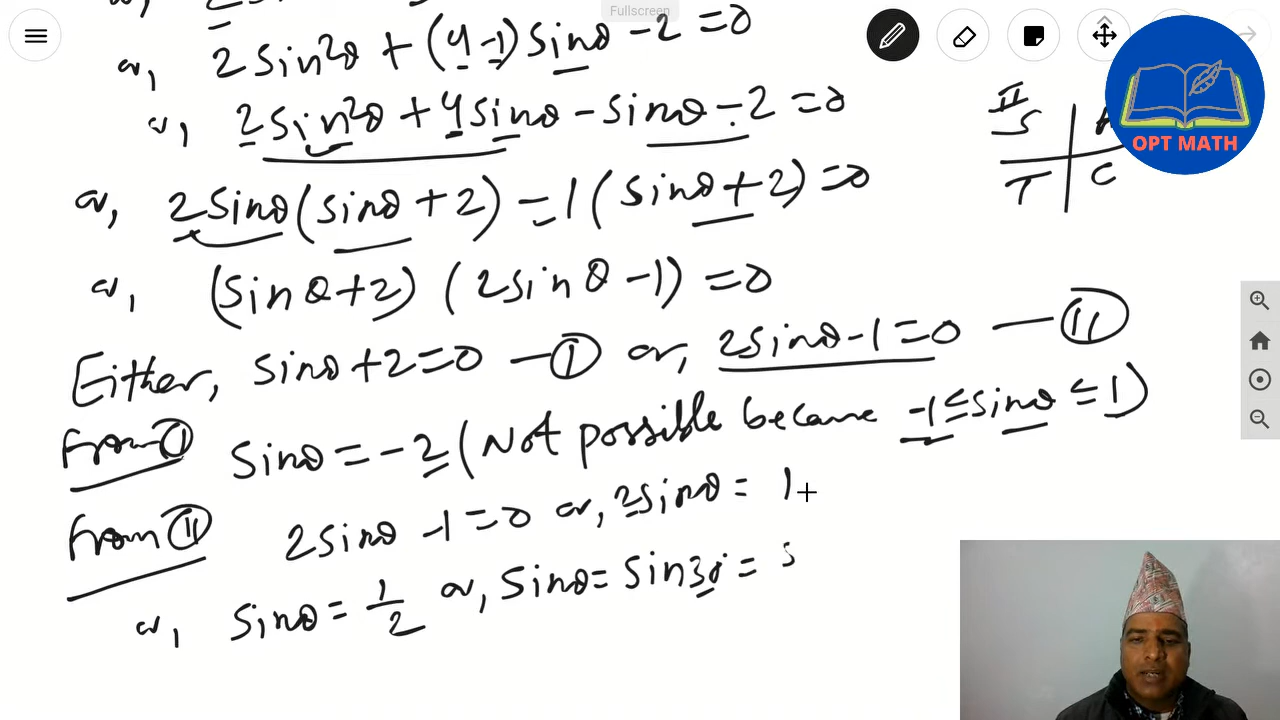 Fullscreen
or, 2sin²θ + (4-1)sinθ - 2 = 0
or, 2sin²θ + 4sinθ - sinθ - 2 = 0
or, 2sinθ(sinθ + 2) - 1(sinθ + 2) = 0
or, (sinθ + 2) (2sinθ - 1) = 0
Either, sinθ + 2 = 0 — (I) or, 2sinθ - 1 = 0 — (II)
From (I) sinθ = -2 (Not possible because -1 ≤ sinθ ≤ 1)
From (II) 2sinθ - 1 = 0 or, 2sinθ = 1
or, sinθ = 1/2 or, sinθ = sin30° = s
II
S
T C
OPT MATH